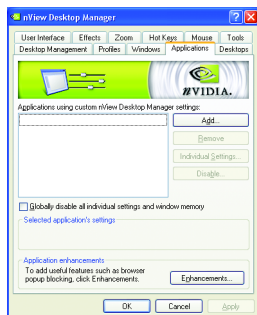 nView Desktop Manager
User Interface Effects Zoom Hot Keys Mouse Tools
Desktop Management Profiles Windows Applications Desktops
nVIDIA.
Applications using custom nView Desktop Manager settings:
Add...
Remove
Individual Settings...
Disable...
Globally disable all individual settings and window memory
Selected application's settings
Application enhancements
To add useful features such as browser
popup blocking, click Enhancements.
Enhancements...
OK Cancel Apply